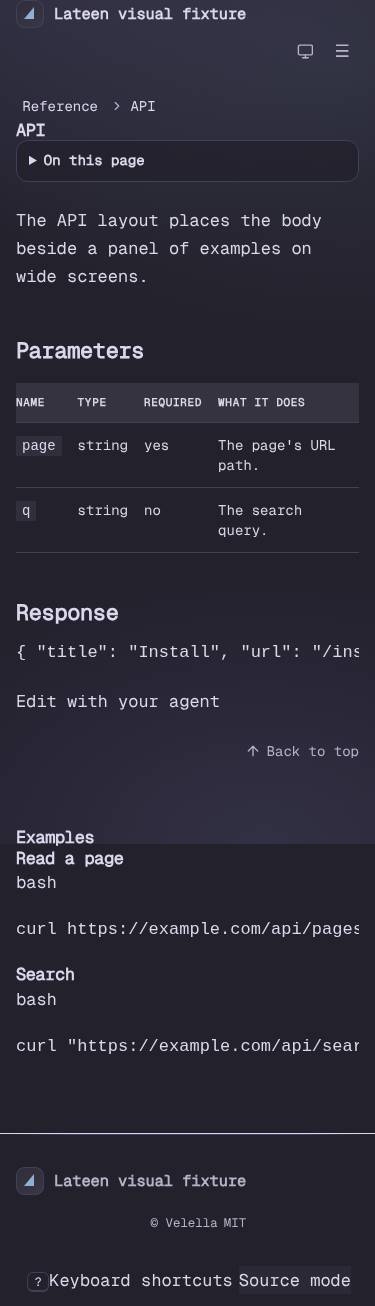 Lateen visual fixture
Reference > API
API
▶ On this page
The API layout places the body
beside a panel of examples on
wide screens.
Parameters
NAME TYPE REQUIRED WHAT IT DOES
page string yes The page's URL
path.
q string no The search
query.
Response
{ "title": "Install", "url": "/ins
Edit with your agent
↑ Back to top
Examples
Read a page
bash
curl https://example.com/api/pages
Search
bash
curl "https://example.com/api/sear
Lateen visual fixture
© Velella MIT
? Keyboard shortcuts Source mode